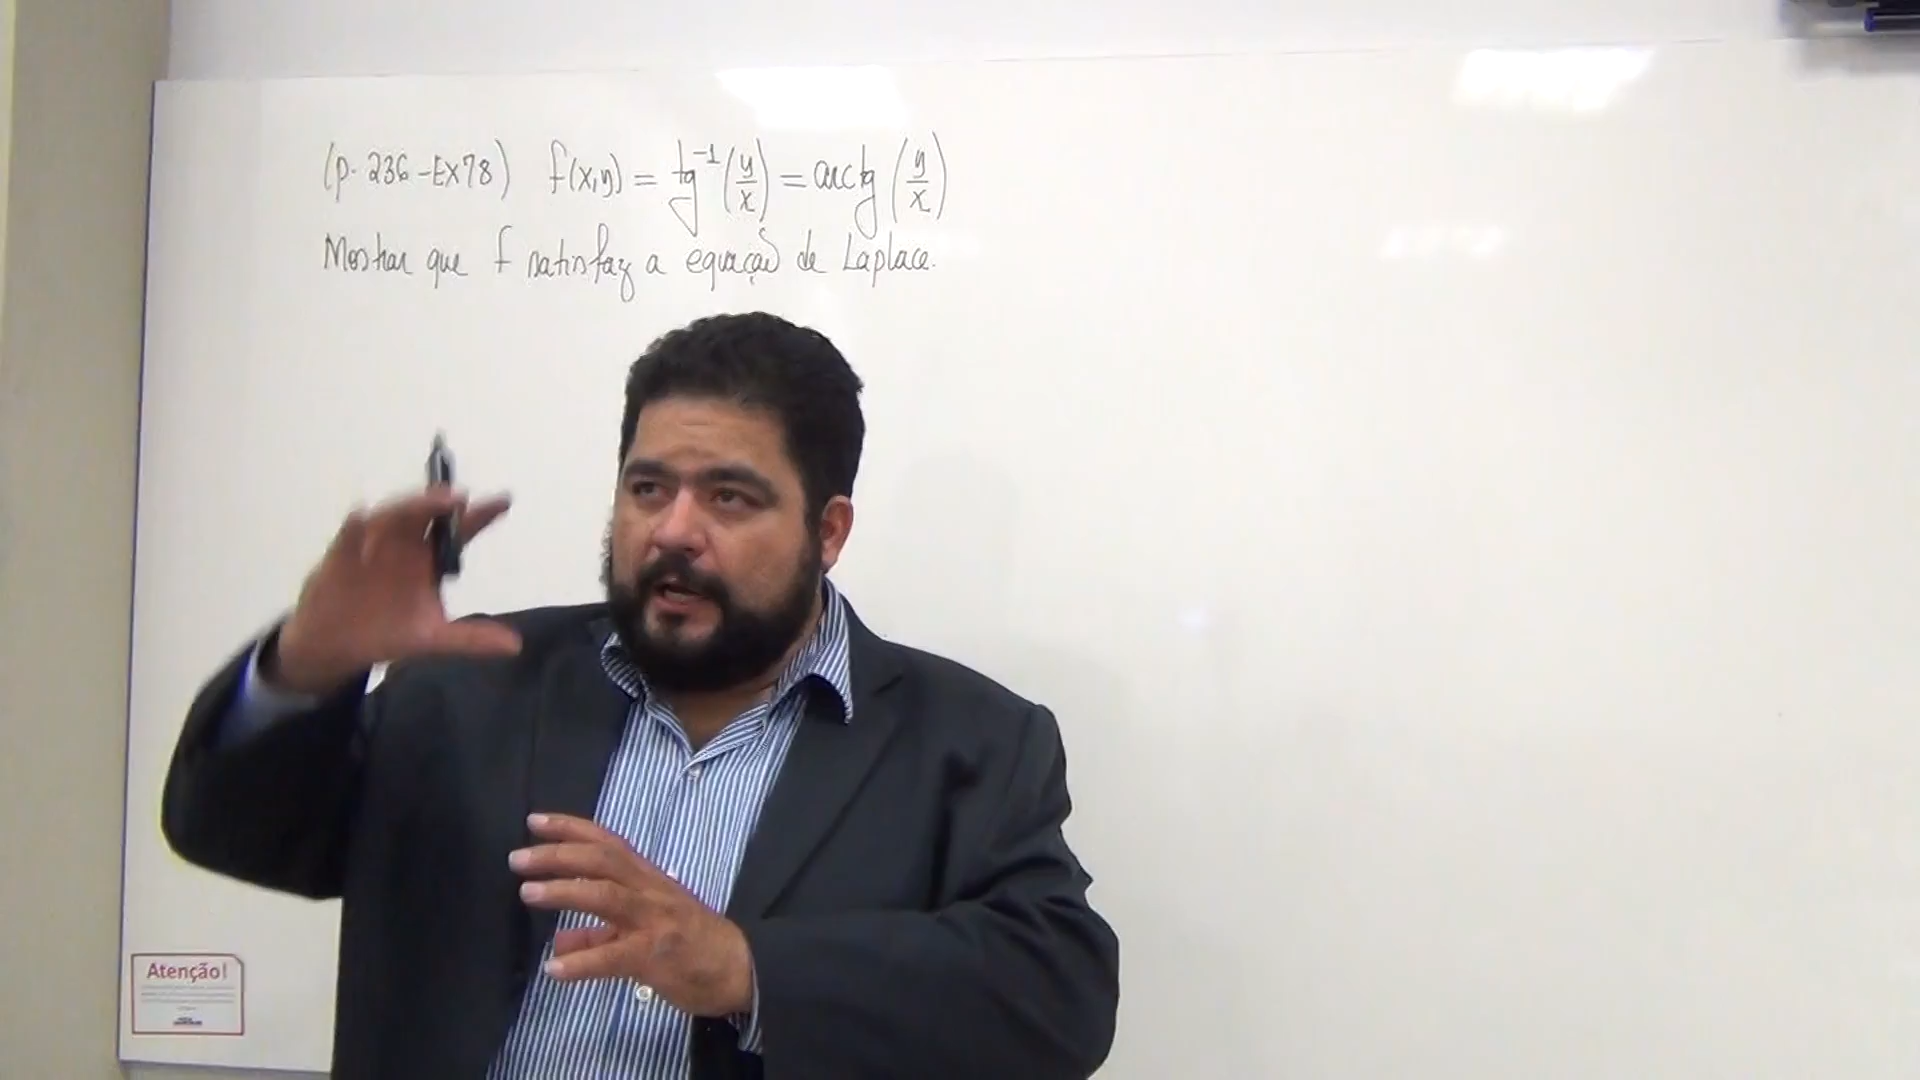 (p. 236 - Ex 78) f(x,y) = tg⁻¹(y/x) = arctg (y/x)
Mostrar que f satisfaz a equação de Laplace.
Atenção!